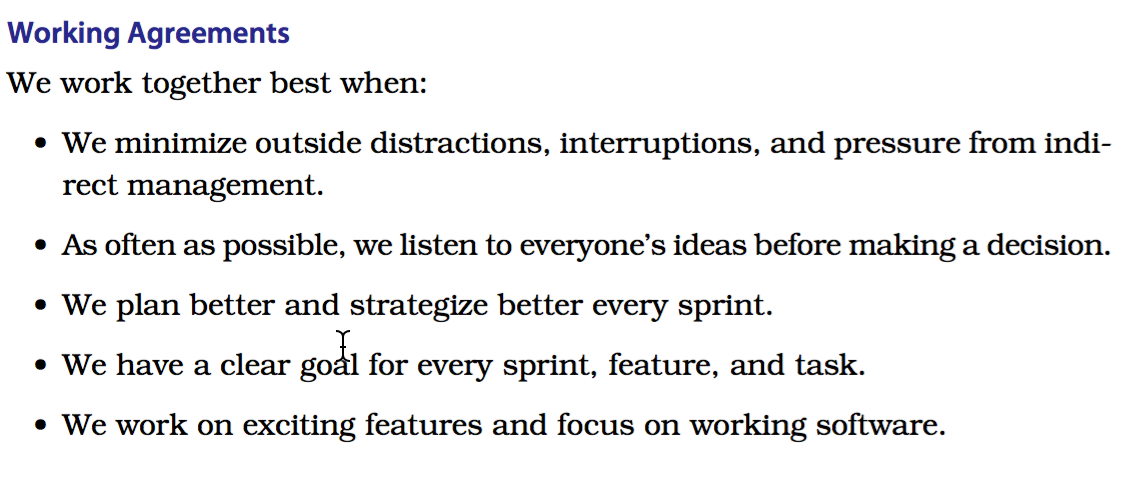 Working Agreements
We work together best when:
• We minimize outside distractions, interruptions, and pressure from indi-
rect management.
• As often as possible, we listen to everyone’s ideas before making a decision.
• We plan better and strategize better every sprint.
• We have a clear goal for every sprint, feature, and task.
• We work on exciting features and focus on working software.